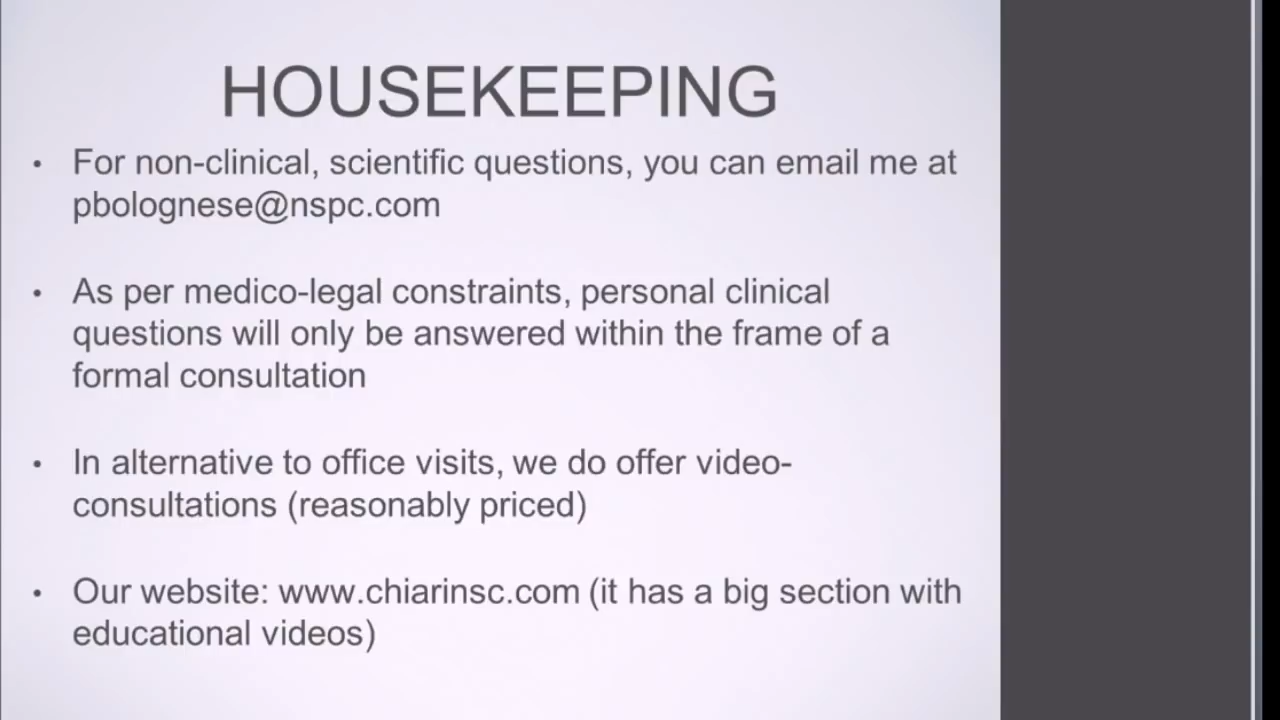 HOUSEKEEPING
• For non-clinical, scientific questions, you can email me at
pbolognese@nspc.com
• As per medico-legal constraints, personal clinical
questions will only be answered within the frame of a
formal consultation
• In alternative to office visits, we do offer video-
consultations (reasonably priced)
• Our website: www.chiarinsc.com (it has a big section with
educational videos)